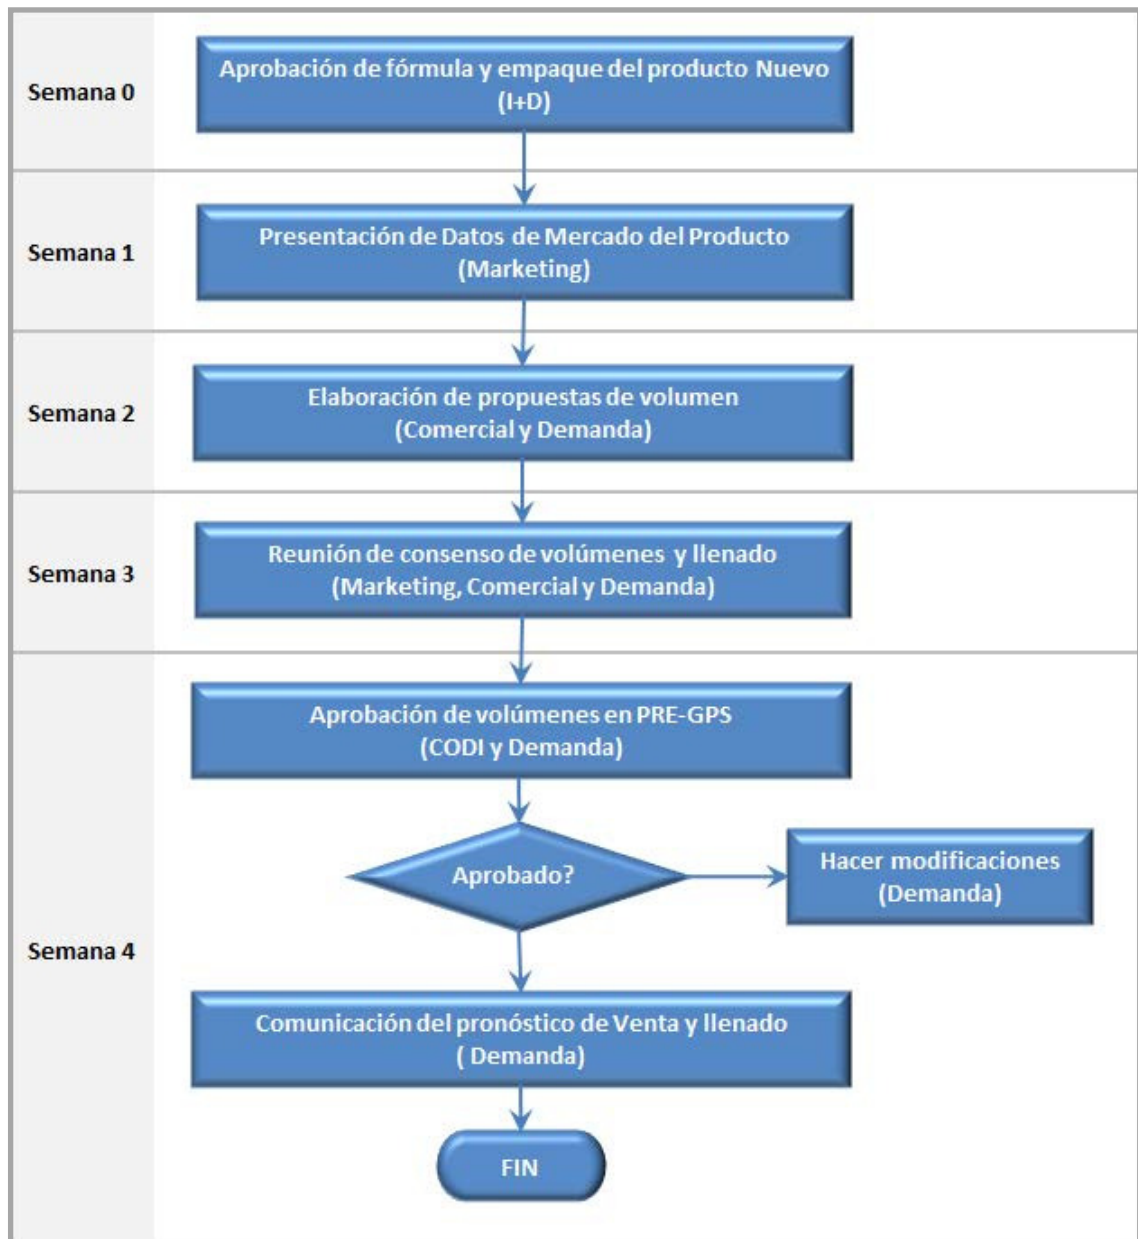 Semana 0
Aprobación de fórmula y empaque del producto Nuevo
(I+D)
Semana 1
Presentación de Datos de Mercado del Producto
(Marketing)
Semana 2
Elaboración de propuestas de volumen
(Comercial y Demanda)
Semana 3
Reunión de consenso de volúmenes y llenado
(Marketing, Comercial y Demanda)
Semana 4
Aprobación de volúmenes en PRE-GPS
(CODI y Demanda)
Aprobado?
Hacer modificaciones
(Demanda)
Comunicación del pronóstico de Venta y llenado
( Demanda)
FIN